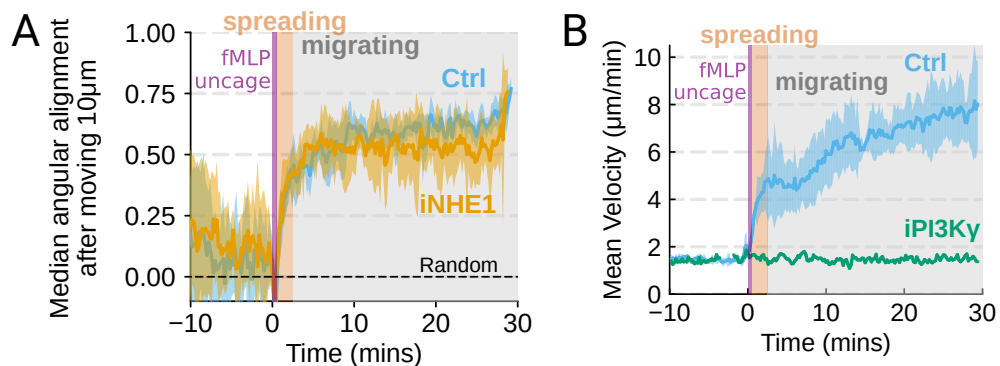 A
Median angular alignment
after moving 10μm
spreading
fMLP
uncage
migrating
Ctrl
iNHE1
Random
1.00
0.75
0.50
0.25
0.00
−10
0
10
20
30
Time (mins)
B
Mean Velocity (μm/min)
spreading
fMLP
uncage
migrating
Ctrl
iPI3Kγ
10
8
6
4
2
0
−10
0
10
20
30
Time (mins)